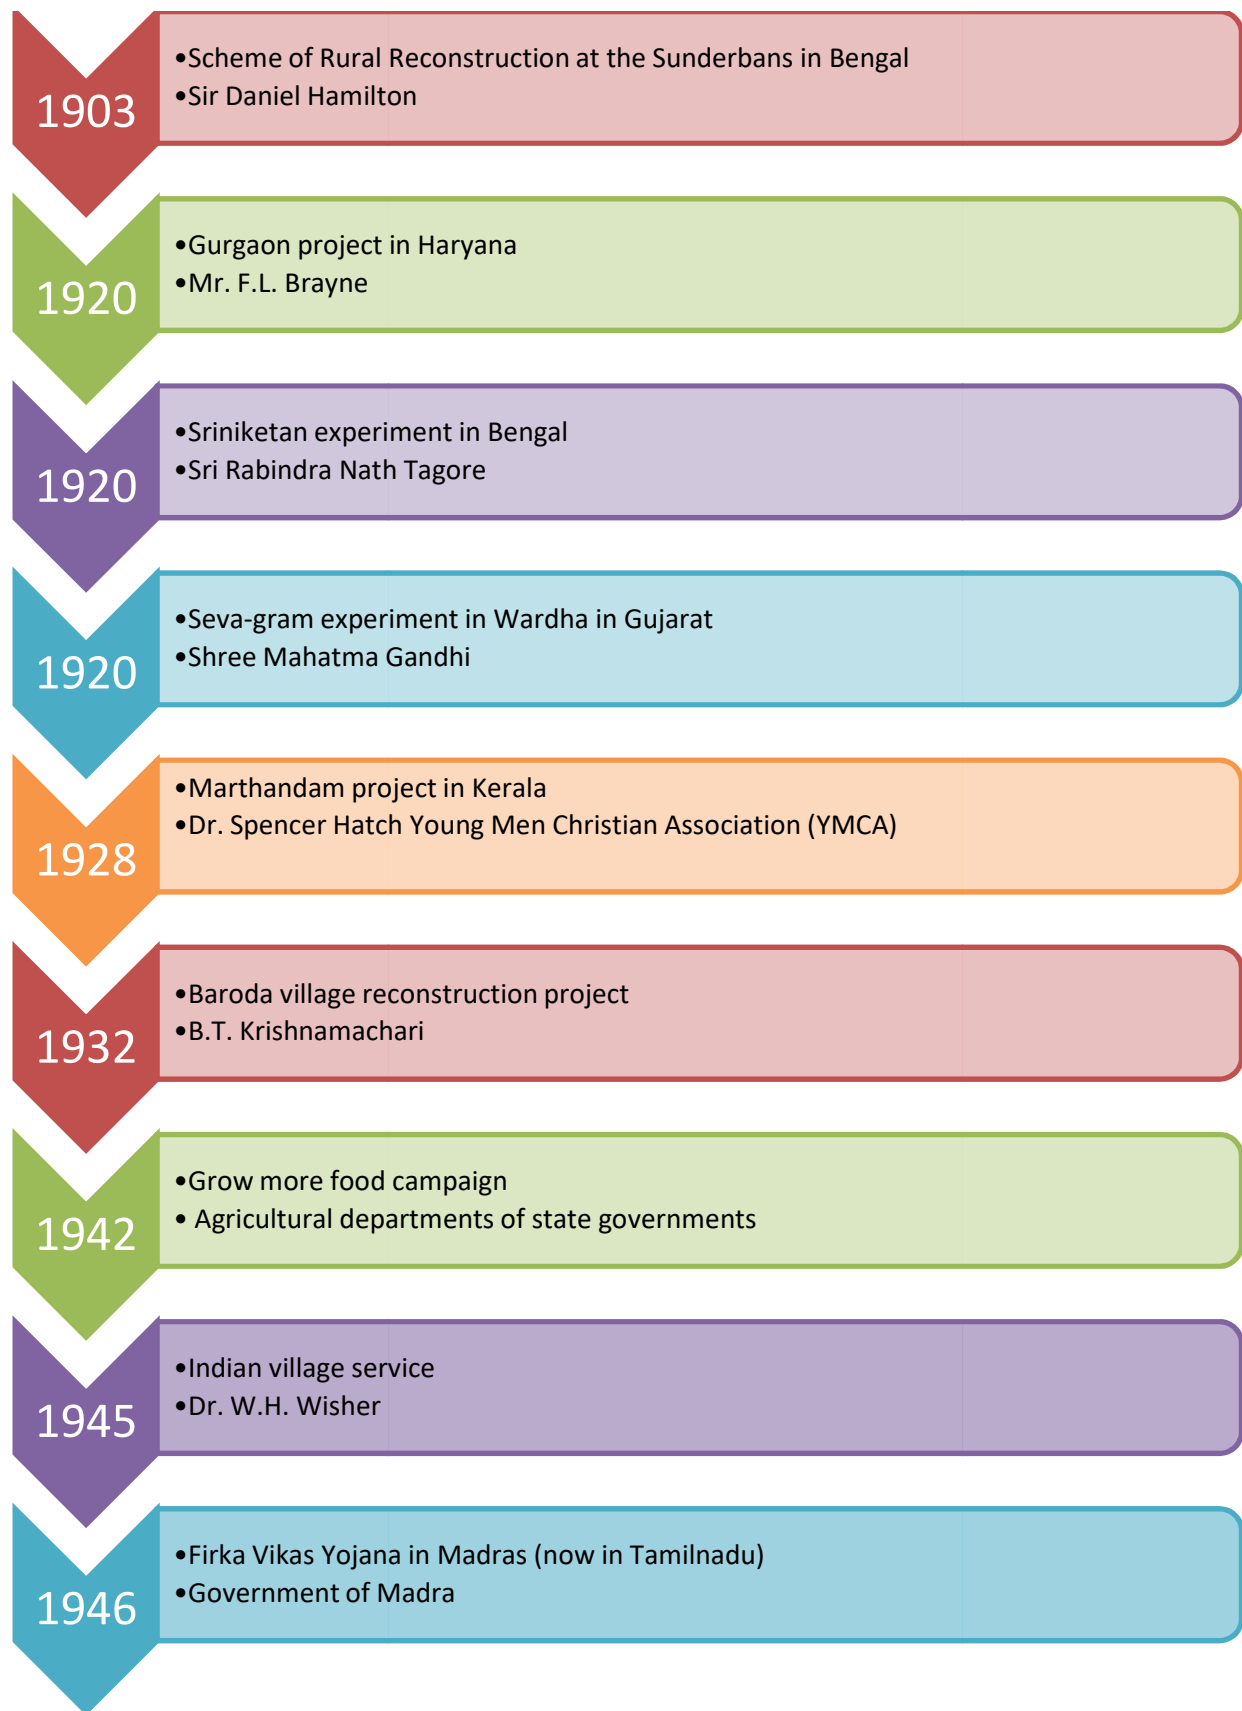 1903
•Scheme of Rural Reconstruction at the Sunderbans in Bengal
•Sir Daniel Hamilton
1920
•Gurgaon project in Haryana
•Mr. F.L. Brayne
1920
•Sriniketan experiment in Bengal
•Sri Rabindra Nath Tagore
1920
•Seva-gram experiment in Wardha in Gujarat
•Shree Mahatma Gandhi
1928
•Marthandam project in Kerala
•Dr. Spencer Hatch Young Men Christian Association (YMCA)
1932
•Baroda village reconstruction project
•B.T. Krishnamachari
1942
•Grow more food campaign
• Agricultural departments of state governments
1945
•Indian village service
•Dr. W.H. Wisher
1946
•Firka Vikas Yojana in Madras (now in Tamilnadu)
•Government of Madra